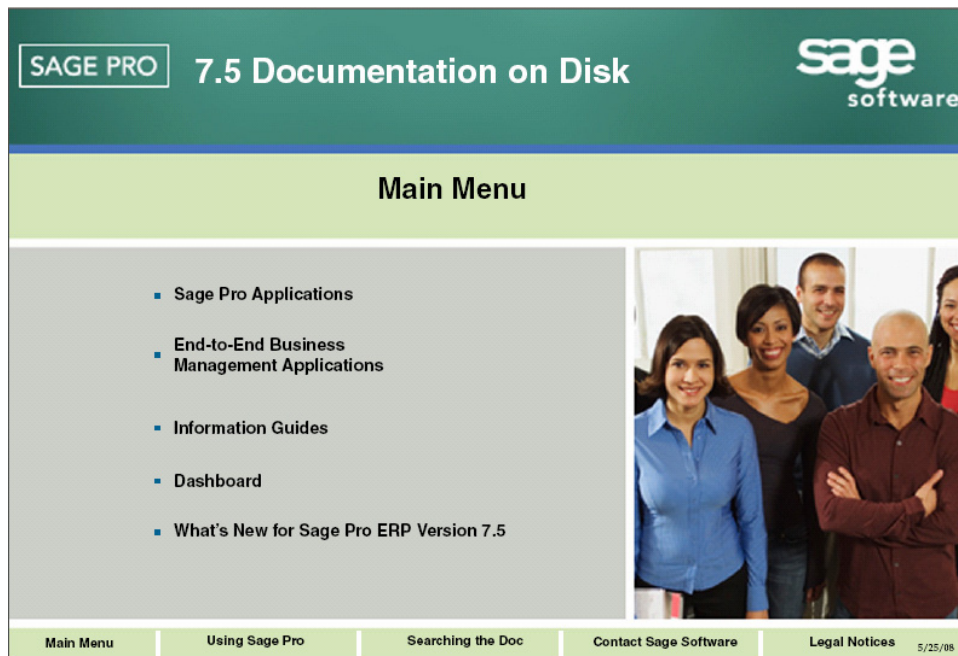 SAGE PRO
7.5 Documentation on Disk
sage
software
Main Menu
Sage Pro Applications
End-to-End Business
Management Applications
Information Guides
Dashboard
What's New for Sage Pro ERP Version 7.5
Main Menu
Using Sage Pro
Searching the Doc
Contact Sage Software
Legal Notices
5/25/08